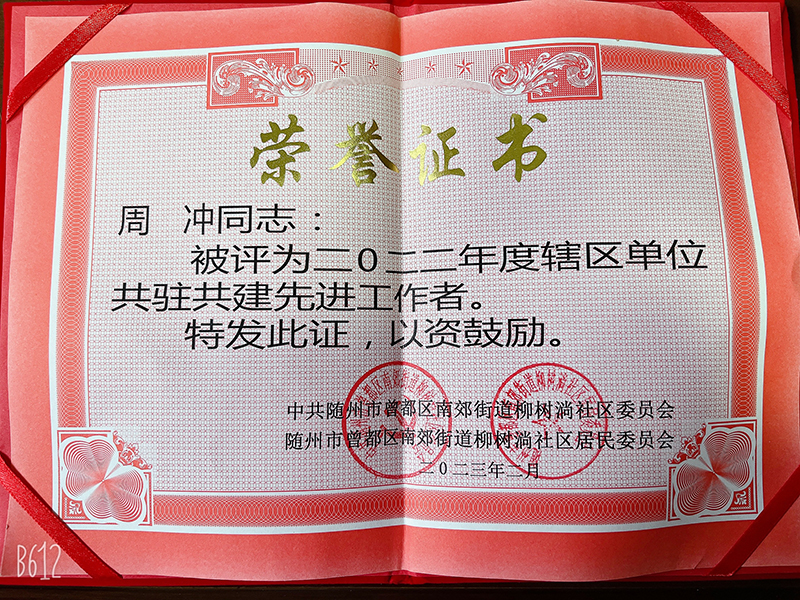 荣誉证书
周 冲同志：
被评为二0二二年度辖区单位
共驻共建先进工作者。
特发此证，以资鼓励。
中共随州市曾都区南郊街道柳树淌社区委员会
随州市曾都区南郊街道柳树淌社区居民委员会
二0二三年二月
B612